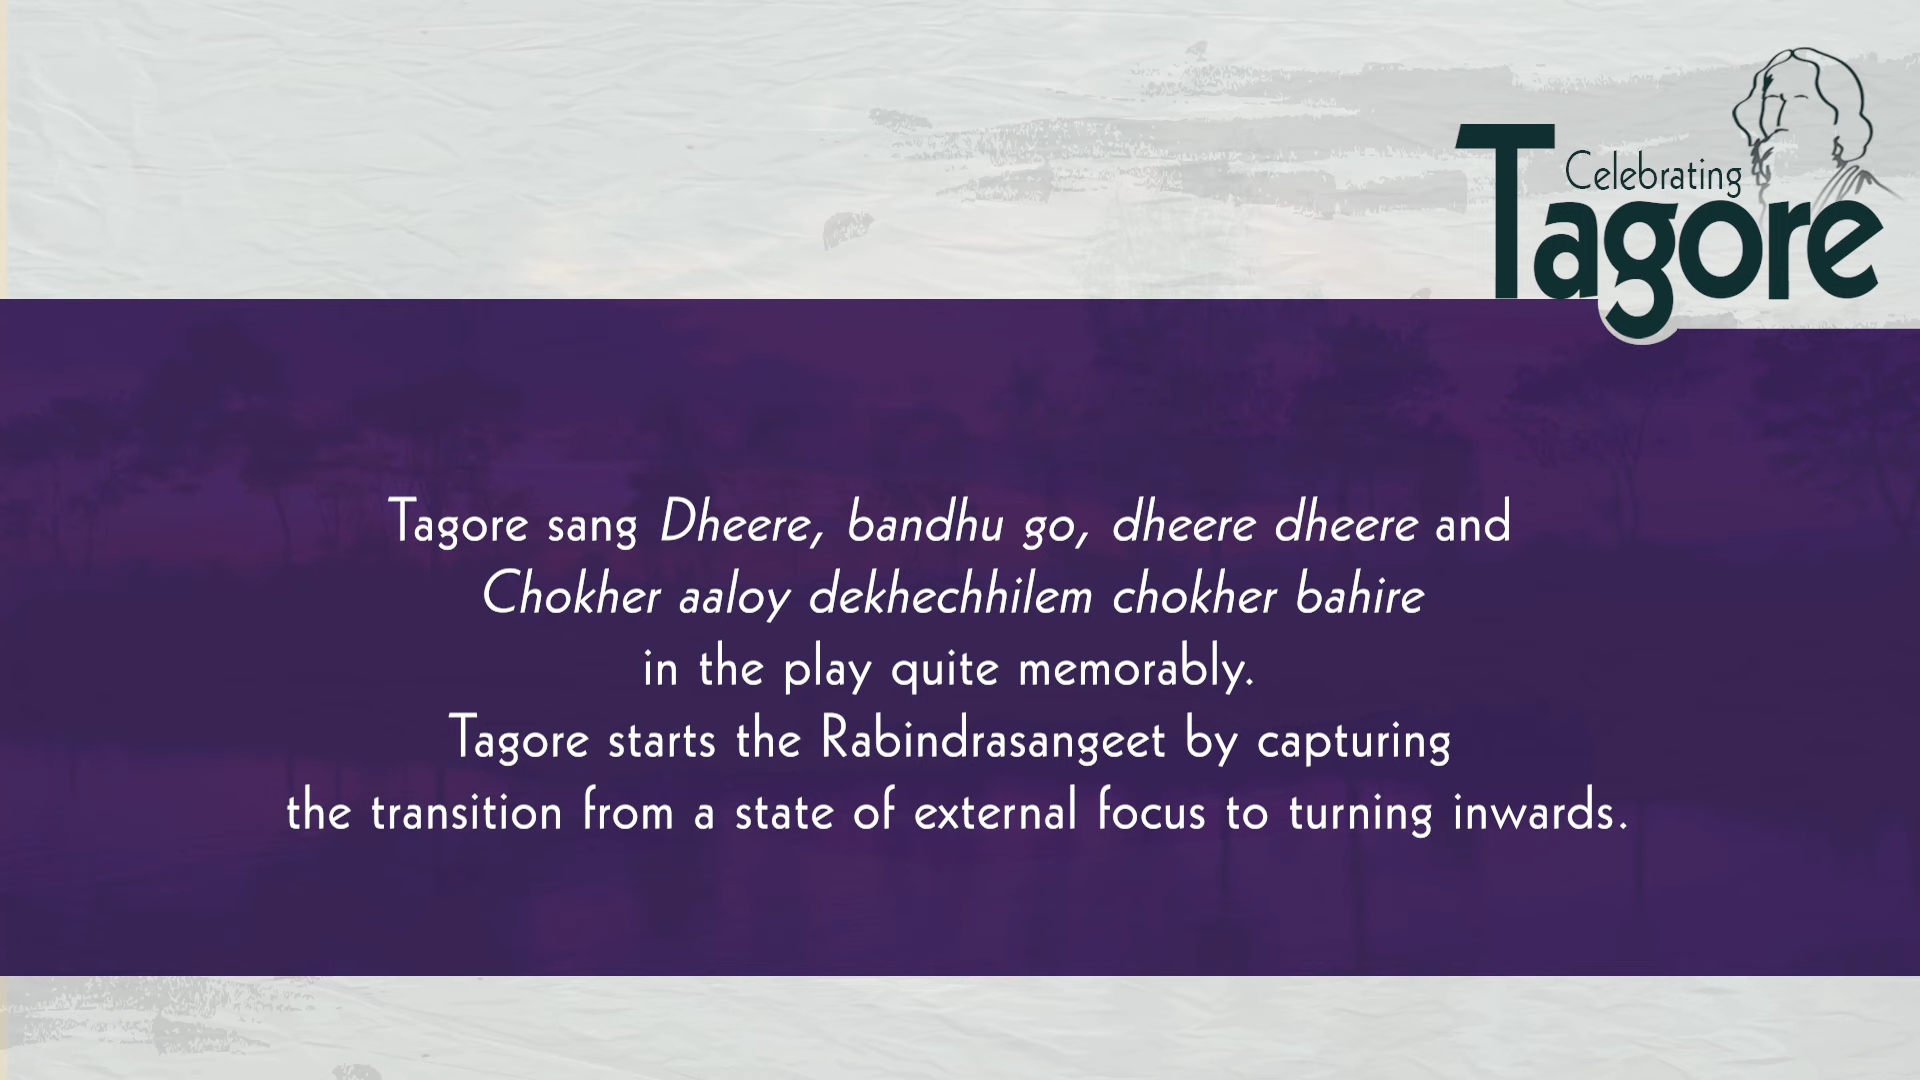 Celebrating
Tagore
Tagore sang Dheere, bandhu go, dheere dheere and
Chokher aaloy dekhechhilem chokher bahire
in the play quite memorably.
Tagore starts the Rabindrasangeet by capturing
the transition from a state of external focus to turning inwards.